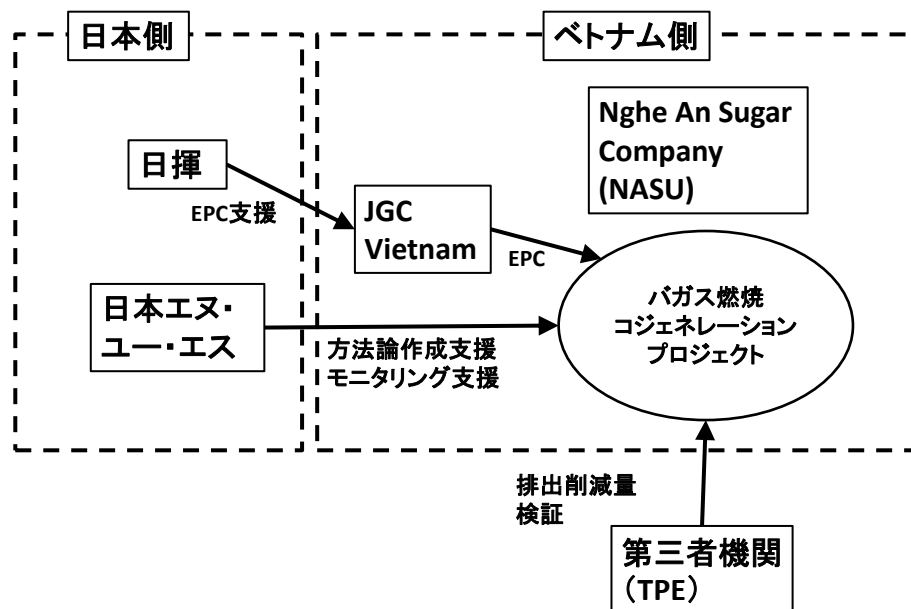 日本側
ベトナム側
Nghe An Sugar
Company
(NASU)
日揮
EPC支援
JGC
Vietnam
EPC
バガス燃焼
コジェネレーション
プロジェクト
日本エヌ・
ユー・エス
方法論作成支援
モニタリング支援
排出削減量
検証
第三者機関
（TPE）